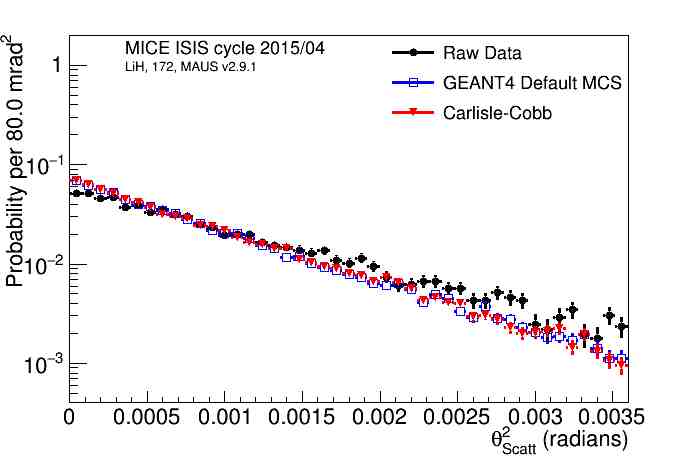 MICE ISIS cycle 2015/04
LiH, 172, MAUS v2.9.1
Raw Data
GEANT4 Default MCS
Carlisle-Cobb
Probability per 80.0 mrad²
1
10⁻¹
10⁻²
10⁻³
0 0.0005 0.001 0.0015 0.002 0.0025 0.003 0.0035
θ²Scatt (radians)